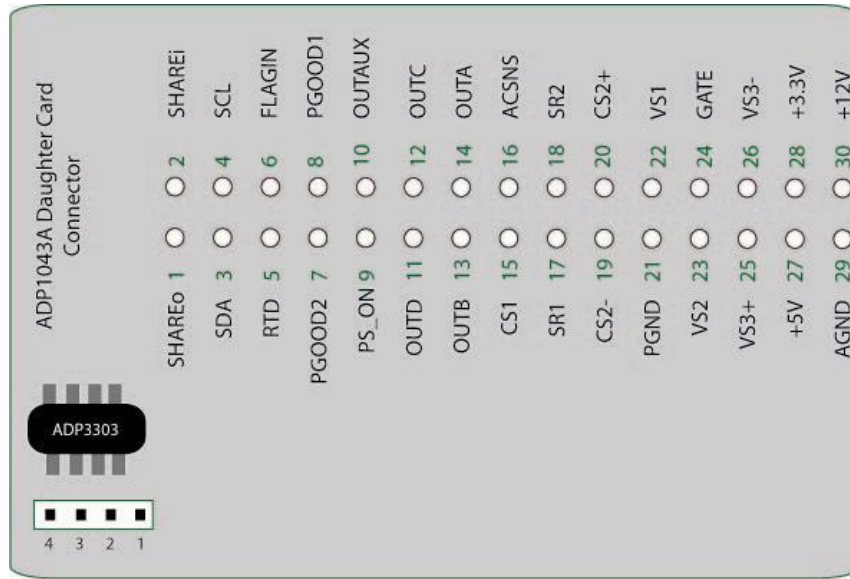 ADP1043A Daughter Card
Connector
SHAREi
SCL
FLAGIN
PGOOD1
OUTAUX
OUTC
OUTA
ACSNS
SR2
CS2+
VS1
GATE
VS3-
+3.3V
+12V
2
4
6
8
10
12
14
16
18
20
22
24
26
28
30
1
3
5
7
9
11
13
15
17
19
21
23
25
27
29
SHAREo
SDA
RTD
PGOOD2
PS_ON
OUTD
OUTB
CS1
SR1
CS2-
PGND
VS2
VS3+
+5V
AGND
ADP3303
4 3 2 1